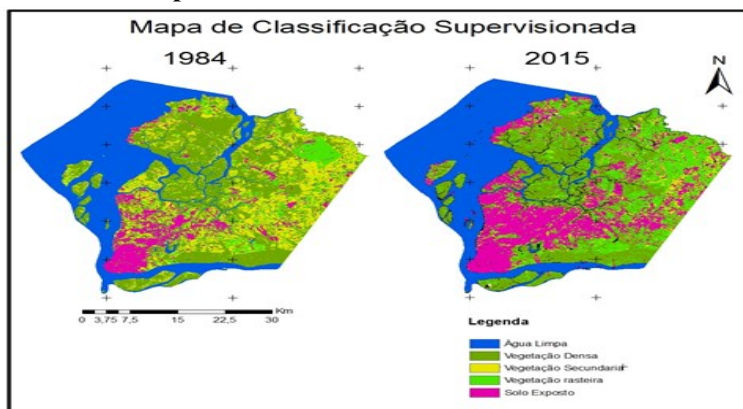 Mapa de Classificação Supervisionada
1984
2015
N
Km
0 3,75 7,5 15 22,5 30
Legenda
Água Limpa
Vegetação Densa
Vegetação Secundaria
Vegetação rasteira
Solo Exposto